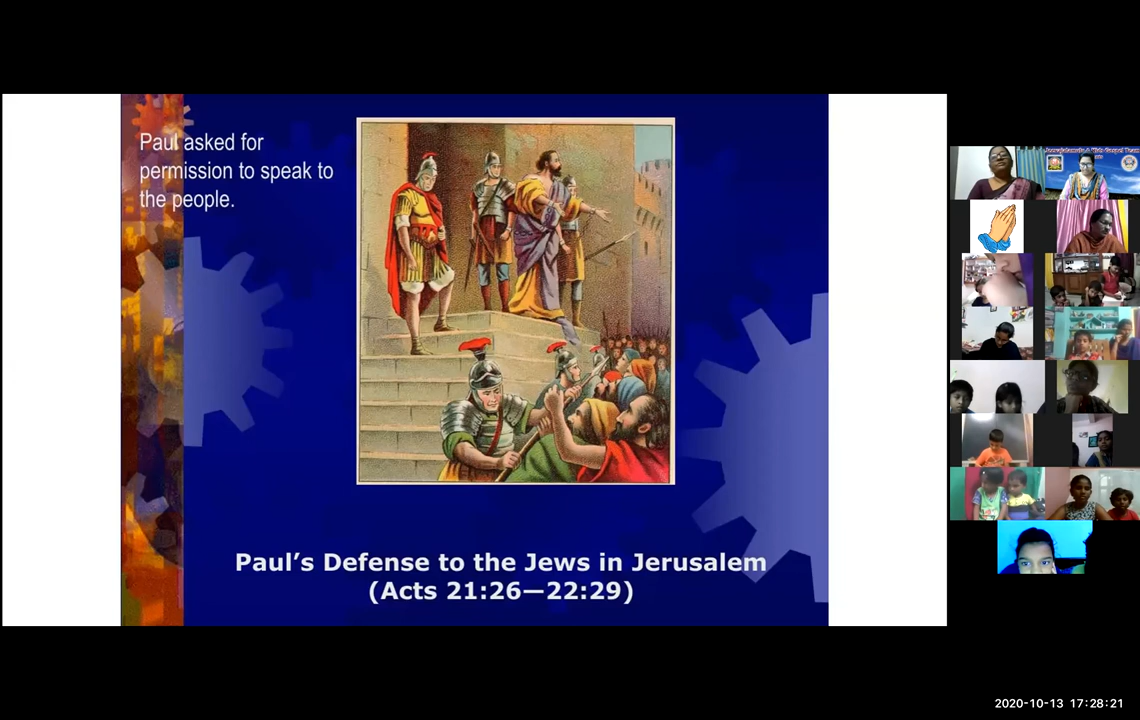 Paul asked for
permission to speak to
the people.
Paul’s Defense to the Jews in Jerusalem
(Acts 21:26—22:29)
2020-10-13 17:28:21